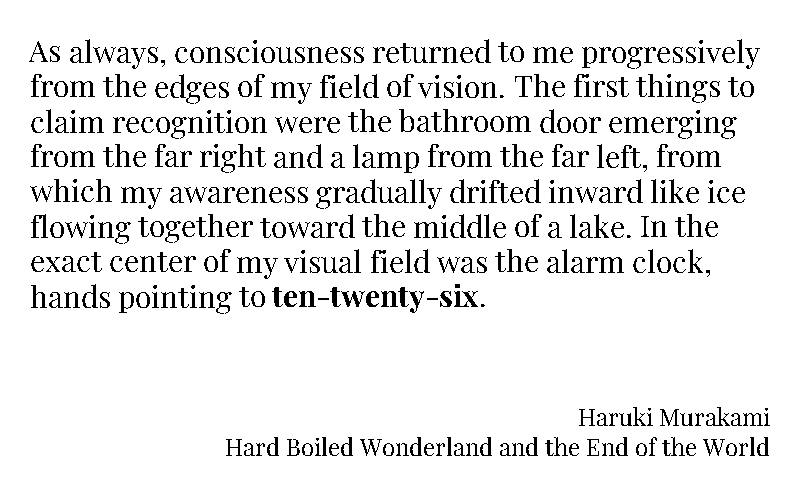 As always, consciousness returned to me progressively
from the edges of my field of vision. The first things to
claim recognition were the bathroom door emerging
from the far right and a lamp from the far left, from
which my awareness gradually drifted inward like ice
flowing together toward the middle of a lake. In the
exact center of my visual field was the alarm clock,
hands pointing to ten-twenty-six.
Haruki Murakami
Hard Boiled Wonderland and the End of the World